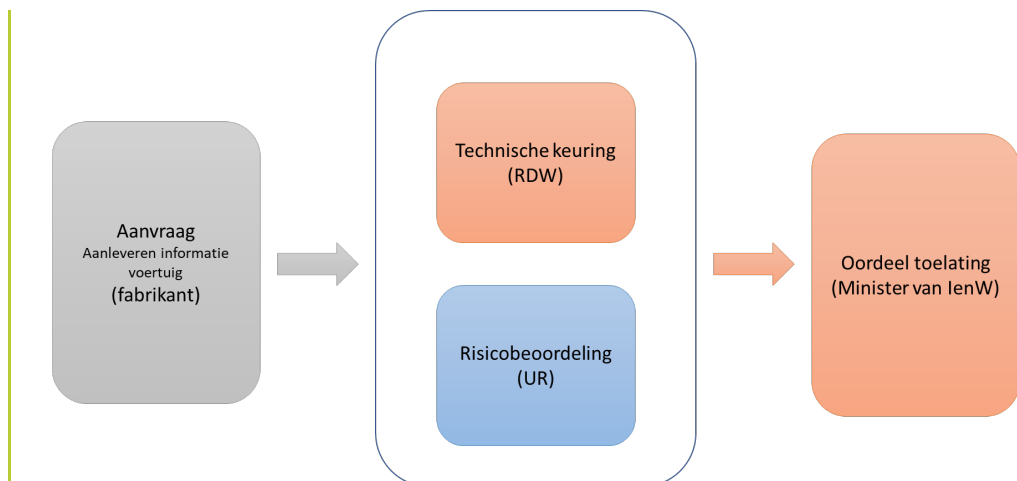 Aanvraag
Aanleveren informatie
voertuig
(fabrikant)
Technische keuring
(RDW)
Risicobeoordeling
(UR)
Oordeel toelating
(Minister van IenW)